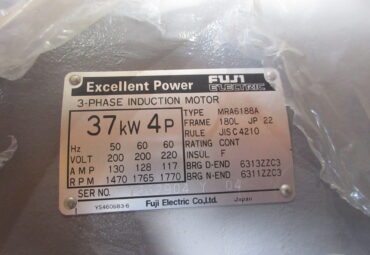 Excellent Power FUJI ELECTRIC
3-PHASE INDUCTION MOTOR
37kW 4P
TYPE MRA6188A
FRAME 180L JP 22
RULE JISC4210
RATING CONT
INSUL F
BRG D-END 6313ZZC3
BRG N-END 6311ZZC3
Hz 50 60 60
VOLT 200 200 220
AMP 130 128 117
RPM 1470 1765 1770
SER NO.
YS460683-6 Fuji Electric Co.,Ltd. Japan